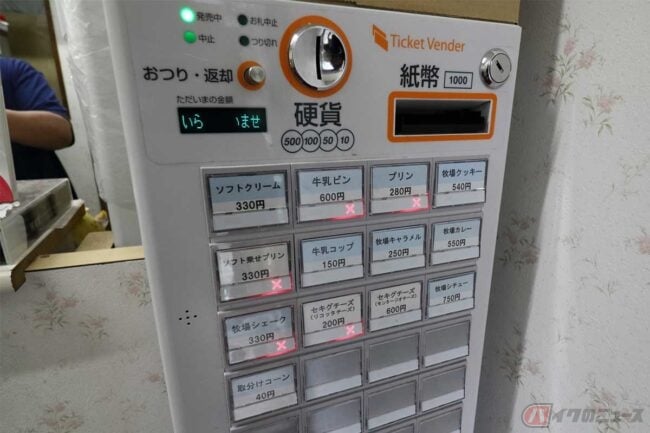 発売中
お札中止
中止
つり切れ
Ticket Vender
おつり・返却
紙幣
1000
ただいまの金額
いら いませ
硬貨
500 100 50 10
ソフトクリーム
330円
牛乳ビン
600円
プリン
280円
牧場クッキー
540円
ソフト乗せプリン
330円
牛乳コップ
150円
牧場キャラメル
250円
牧場カレー
550円
牧場シェーク
330円
セキグチーズ
(リコッタチーズ)
200円
セキグチーズ
600円
牧場シチュー
750円
取分けコーン
40円
バイクのニュース